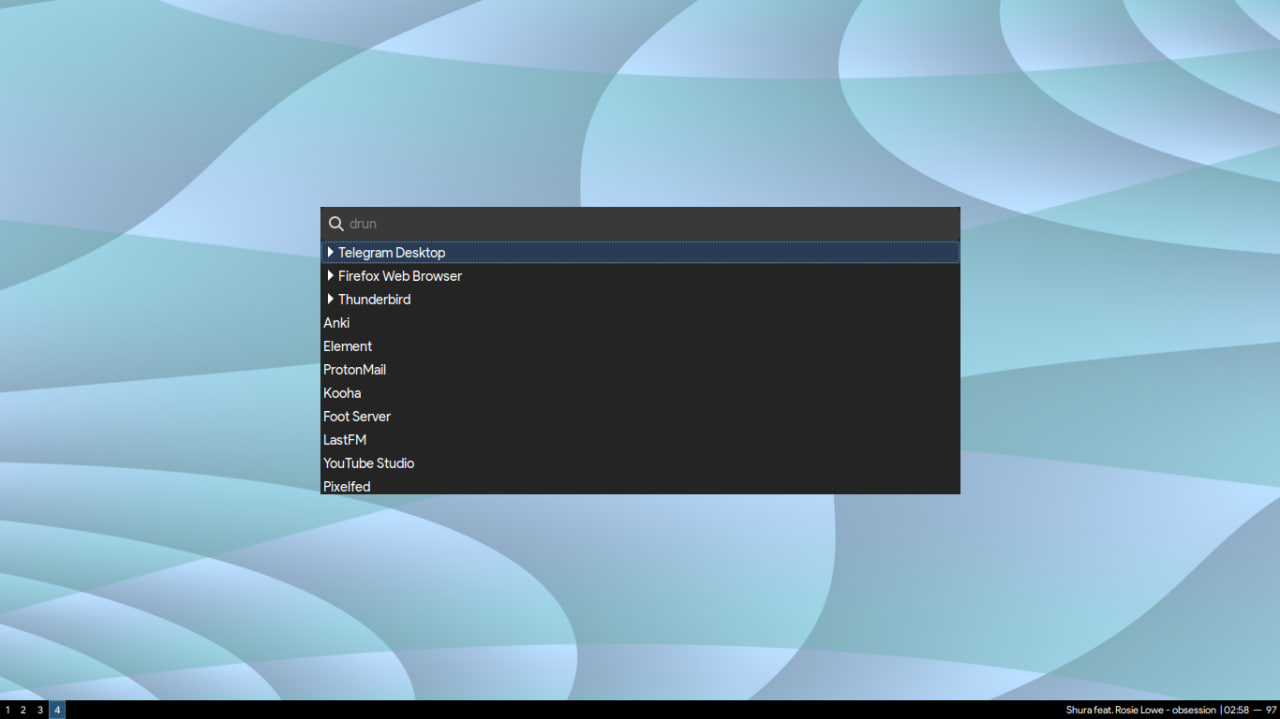 drun
Telegram Desktop
Firefox Web Browser
Thunderbird
Anki
Element
ProtonMail
Kooha
Foot Server
LastFM
YouTube Studio
Pixelfed
1 2 3 4 Shura feat. Rosie Lowe - obsession | 02:58 — 97